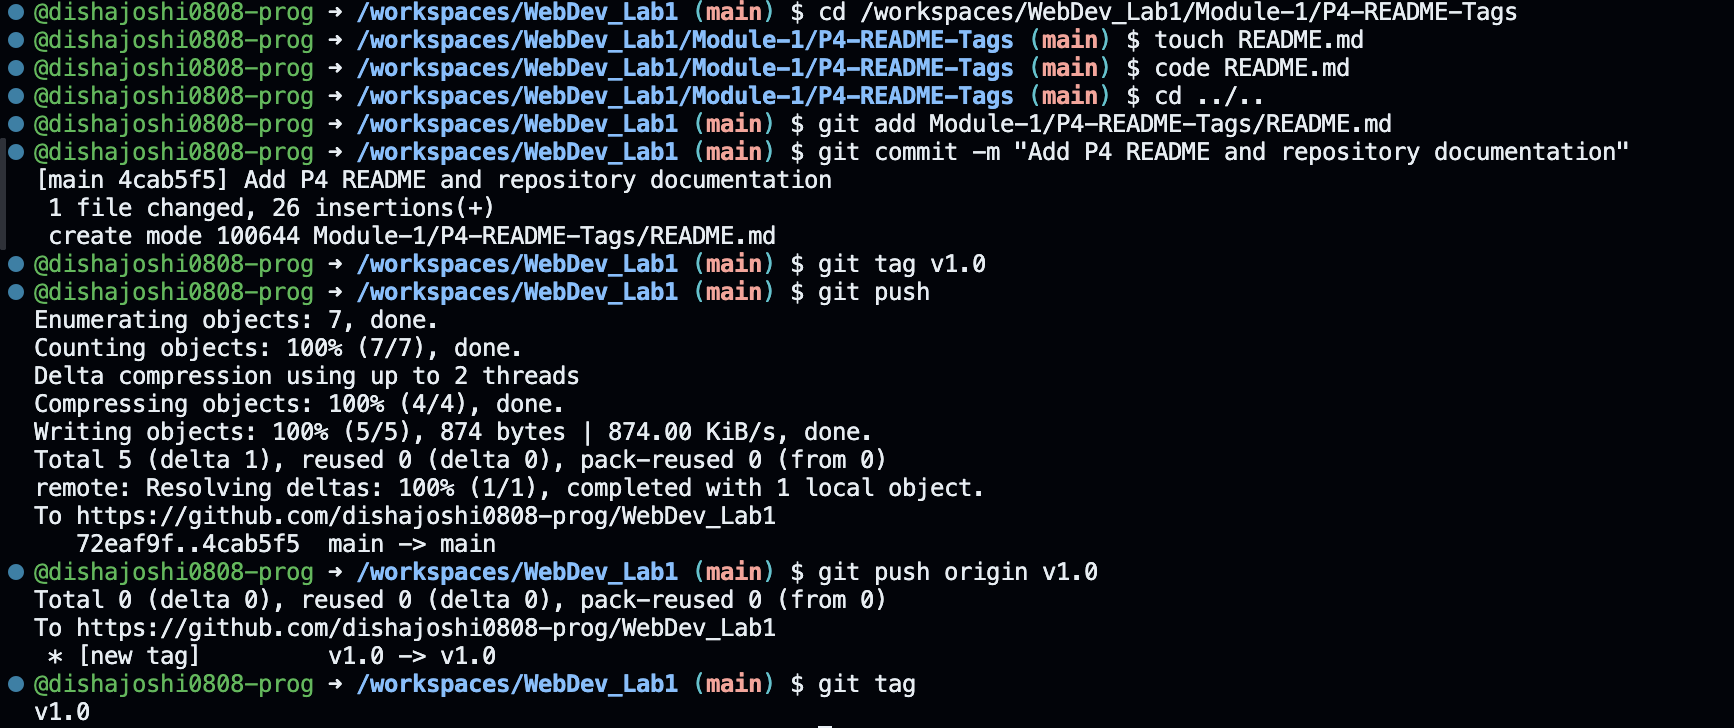 @dishajoshi0808-prog → /workspaces/WebDev_Lab1 (main) $ cd /workspaces/WebDev_Lab1/Module-1/P4-README-Tags
@dishajoshi0808-prog → /workspaces/WebDev_Lab1/Module-1/P4-README-Tags (main) $ touch README.md
@dishajoshi0808-prog → /workspaces/WebDev_Lab1/Module-1/P4-README-Tags (main) $ code README.md
@dishajoshi0808-prog → /workspaces/WebDev_Lab1/Module-1/P4-README-Tags (main) $ cd ../..
@dishajoshi0808-prog → /workspaces/WebDev_Lab1 (main) $ git add Module-1/P4-README-Tags/README.md
@dishajoshi0808-prog → /workspaces/WebDev_Lab1 (main) $ git commit -m "Add P4 README and repository documentation"
[main 4cab5f5] Add P4 README and repository documentation
 1 file changed, 26 insertions(+)
 create mode 100644 Module-1/P4-README-Tags/README.md
@dishajoshi0808-prog → /workspaces/WebDev_Lab1 (main) $ git tag v1.0
@dishajoshi0808-prog → /workspaces/WebDev_Lab1 (main) $ git push
Enumerating objects: 7, done.
Counting objects: 100% (7/7), done.
Delta compression using up to 2 threads
Compressing objects: 100% (4/4), done.
Writing objects: 100% (5/5), 874 bytes | 874.00 KiB/s, done.
Total 5 (delta 1), reused 0 (delta 0), pack-reused 0 (from 0)
remote: Resolving deltas: 100% (1/1), completed with 1 local object.
To https://github.com/dishajoshi0808-prog/WebDev_Lab1
   72eaf9f..4cab5f5  main -> main
@dishajoshi0808-prog → /workspaces/WebDev_Lab1 (main) $ git push origin v1.0
Total 0 (delta 0), reused 0 (delta 0), pack-reused 0 (from 0)
To https://github.com/dishajoshi0808-prog/WebDev_Lab1
 * [new tag]         v1.0 -> v1.0
@dishajoshi0808-prog → /workspaces/WebDev_Lab1 (main) $ git tag
v1.0